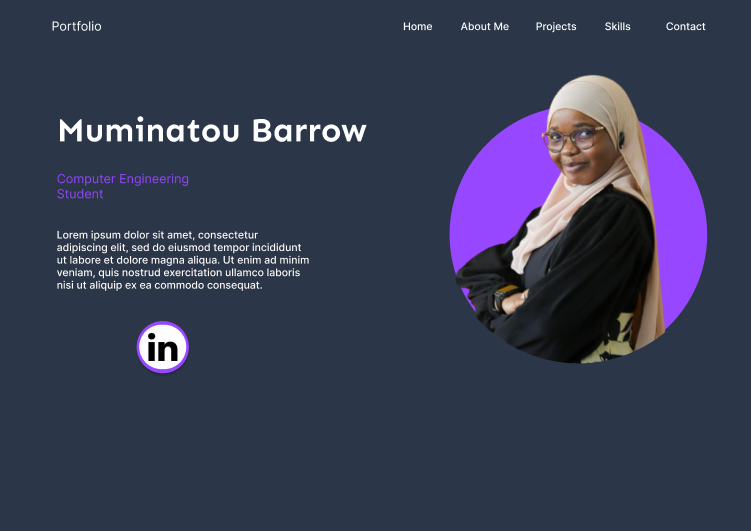 Portfolio
Home About Me Projects Skills Contact
Muminatou Barrow
Computer Engineering
Student
Lorem ipsum dolor sit amet, consectetur
adipiscing elit, sed do eiusmod tempor incididunt
ut labore et dolore magna aliqua. Ut enim ad minim
veniam, quis nostrud exercitation ullamco laboris
nisi ut aliquip ex ea commodo consequat.
in